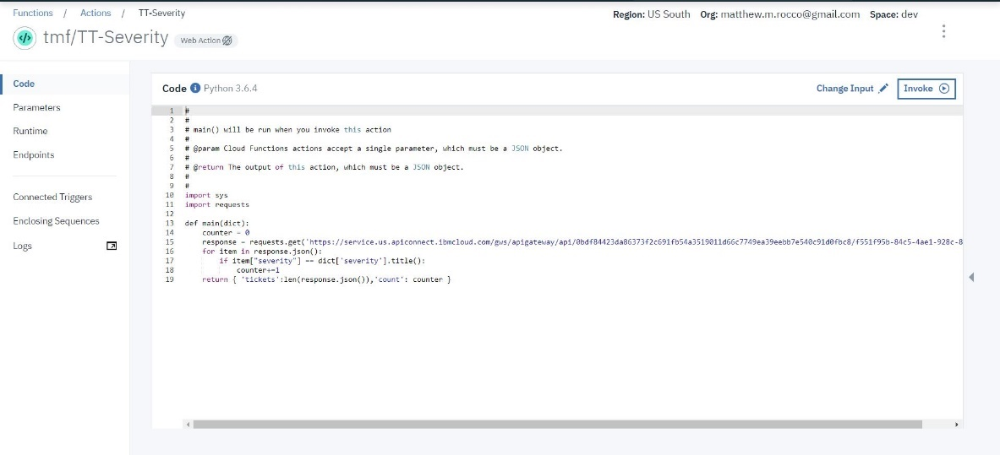 Functions / Actions / TT-Severity
Region: US South Org: matthew.m.rocco@gmail.com Space: dev
</> tmf/TT-Severity Web Action
Code
Parameters
Runtime
Endpoints
Connected Triggers
Enclosing Sequences
Logs
Code i Python 3.6.4 Change Input Invoke
1 #
2 #
3 # main() will be run when you invoke this action
4 #
5 # @param Cloud Functions actions accept a single parameter, which must be a JSON object.
6 #
7 # @return The output of this action, which must be a JSON object.
8 #
9 #
10 import sys
11 import requests
12
13 def main(dict):
14 counter = 0
15 response = requests.get('https://service.us.apiconnect.ibmcloud.com/gws/apigateway/api/0bdf84423da86373f2c691fb54a3519011d66c7749ea39eebb7e540c91d0fbc8/f551f95b-84c5-4ae1-928c-8
16 for item in response.json():
17 if item["severity"] == dict['severity'].title():
18 counter+=1
19 return { 'tickets':len(response.json()),'count': counter }